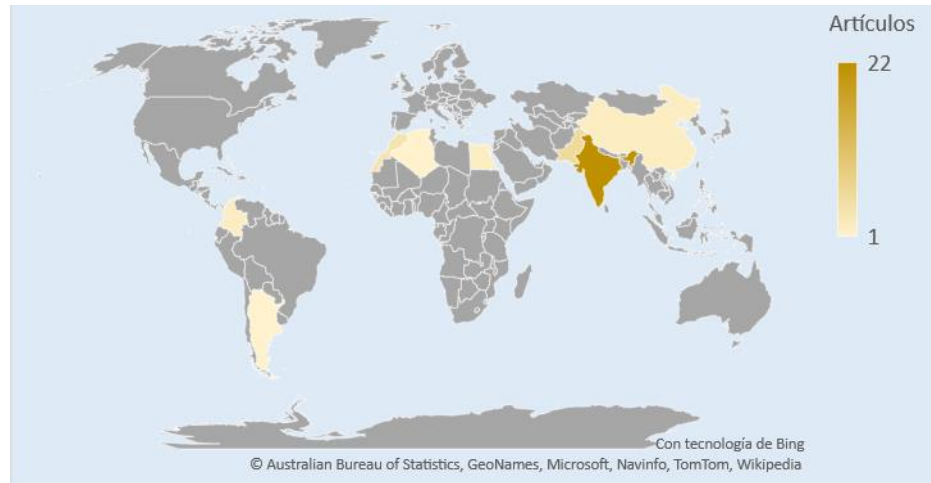 Artículos
22
1
Con tecnología de Bing
© Australian Bureau of Statistics, GeoNames, Microsoft, Navinfo, TomTom, Wikipedia